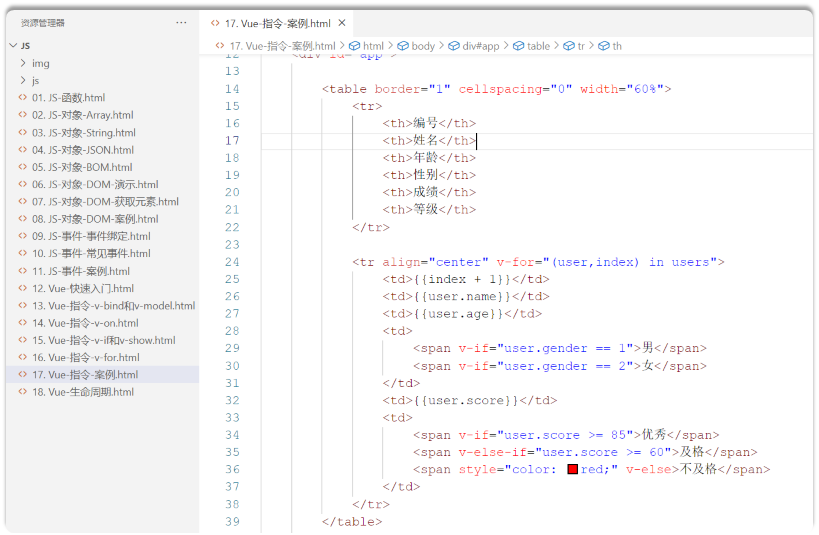 资源管理器
JS
img
js
01. JS-函数.html
02. JS-对象-Array.html
03. JS-对象-String.html
04. JS-对象-JSON.html
05. JS-对象-BOM.html
06. JS-对象-DOM-演示.html
07. JS-对象-DOM-获取元素.html
08. JS-对象-DOM-案例.html
09. JS-事件-事件绑定.html
10. JS-事件-常见事件.html
11. JS-事件-案例.html
12. Vue-快速入门.html
13. Vue-指令-v-bind和v-model.html
14. Vue-指令-v-on.html
15. Vue-指令-v-if和v-show.html
16. Vue-指令-v-for.html
17. Vue-指令-案例.html
18. Vue-生命周期.html
17. Vue-指令-案例.html
17. Vue-指令-案例.html > html > body > div#app > table > tr > th
12 <div id="app">
13
14 <table border="1" cellspacing="0" width="60%">
15 <tr>
16 <th>编号</th>
17 <th>姓名</th>
18 <th>年龄</th>
19 <th>性别</th>
20 <th>成绩</th>
21 <th>等级</th>
22 </tr>
23
24 <tr align="center" v-for="(user,index) in users">
25 <td>{{index + 1}}</td>
26 <td>{{user.name}}</td>
27 <td>{{user.age}}</td>
28 <td>
29 <span v-if="user.gender == 1">男</span>
30 <span v-if="user.gender == 2">女</span>
31 </td>
32 <td>{{user.score}}</td>
33 <td>
34 <span v-if="user.score >= 85">优秀</span>
35 <span v-else-if="user.score >= 60">及格</span>
36 <span style="color: red;" v-else>不及格</span>
37 </td>
38 </tr>
39 </table>